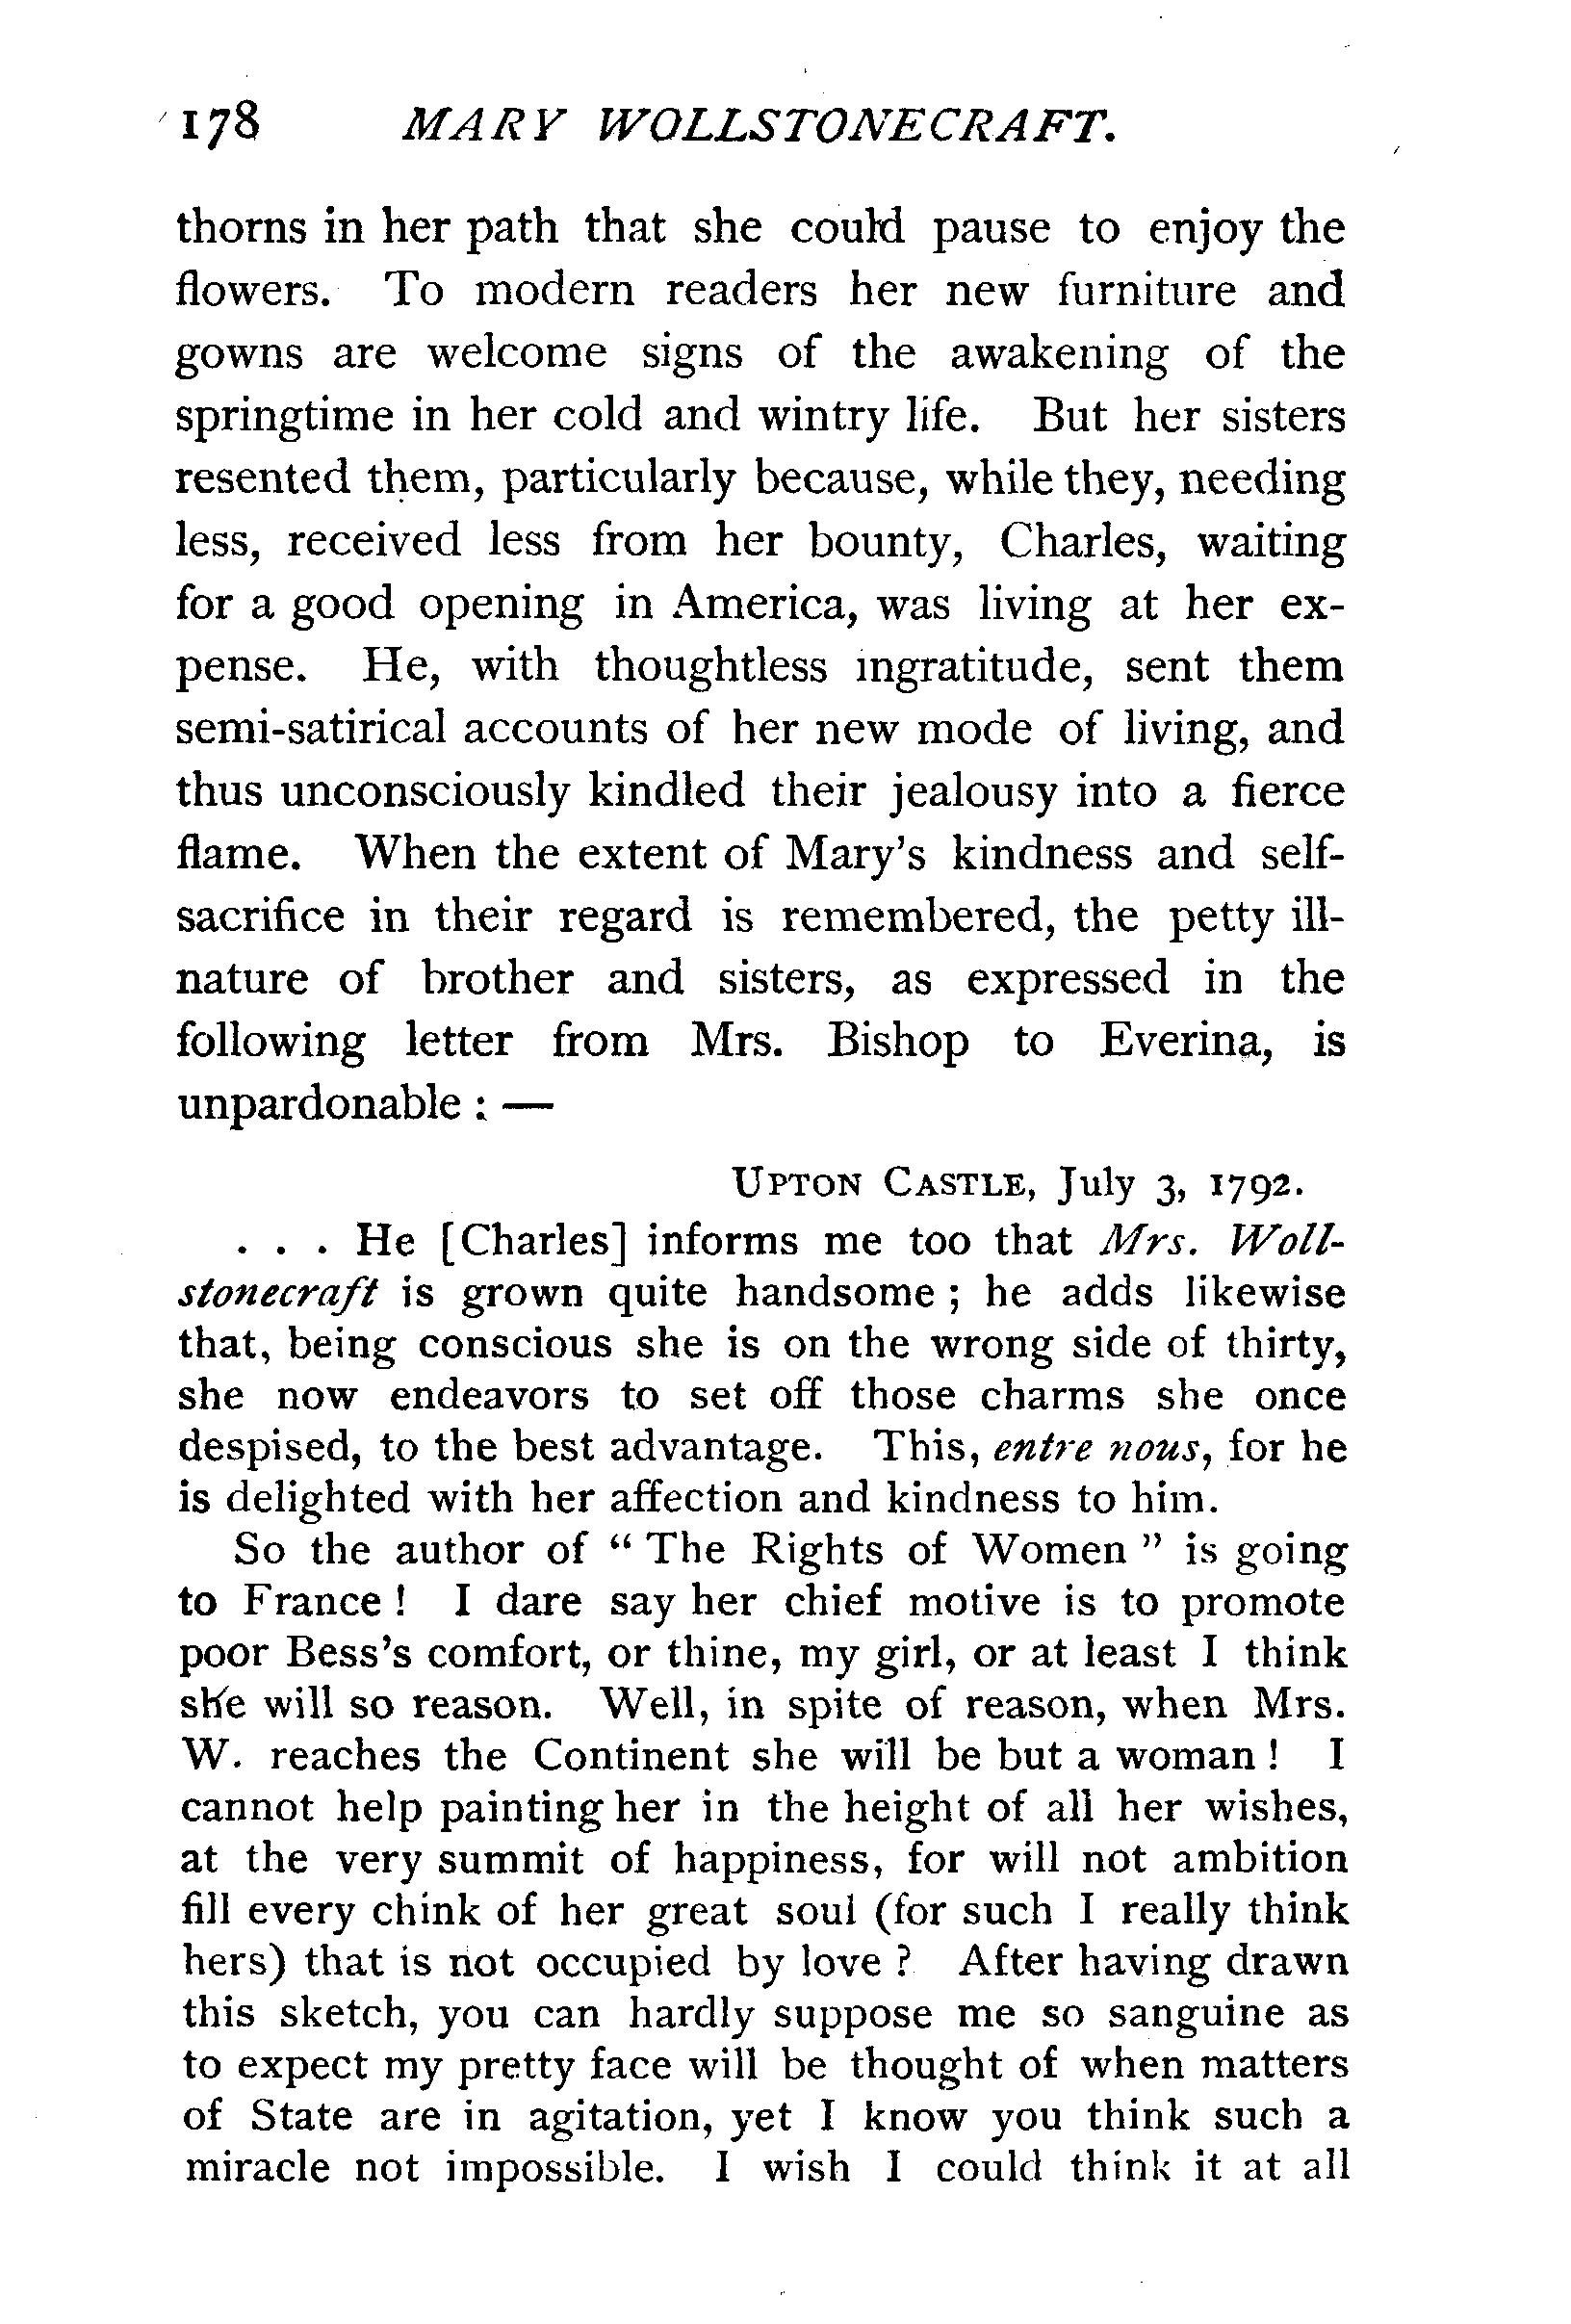 178 MARY WOLLSTONECRAFT.
thorns in her path that she could pause to enjoy the
flowers. To modern readers her new furniture and
gowns are welcome signs of the awakening of the
springtime in her cold and wintry life. But her sisters
resented them, particularly because, while they, needing
less, received less from her bounty, Charles, waiting
for a good opening in America, was living at her ex-
pense. He, with thoughtless ingratitude, sent them
semi-satirical accounts of her new mode of living, and
thus unconsciously kindled their jealousy into a fierce
flame. When the extent of Mary's kindness and self-
sacrifice in their regard is remembered, the petty ill-
nature of brother and sisters, as expressed in the
following letter from Mrs. Bishop to Everina, is
unpardonable : —
UPTON CASTLE, July 3, 1792.
. . . He [Charles] informs me too that Mrs. Woll-
stonecraft is grown quite handsome ; he adds likewise
that, being conscious she is on the wrong side of thirty,
she now endeavors to set off those charms she once
despised, to the best advantage. This, entre nous, for he
is delighted with her affection and kindness to him.
So the author of “ The Rights of Women ” is going
to France ! I dare say her chief motive is to promote
poor Bess's comfort, or thine, my girl, or at least I think
she will so reason. Well, in spite of reason, when Mrs.
W. reaches the Continent she will be but a woman ! I
cannot help painting her in the height of all her wishes,
at the very summit of happiness, for will not ambition
fill every chink of her great soul (for such I really think
hers) that is not occupied by love ? After having drawn
this sketch, you can hardly suppose me so sanguine as
to expect my pretty face will be thought of when matters
of State are in agitation, yet I know you think such a
miracle not impossible. I wish I could think it at all